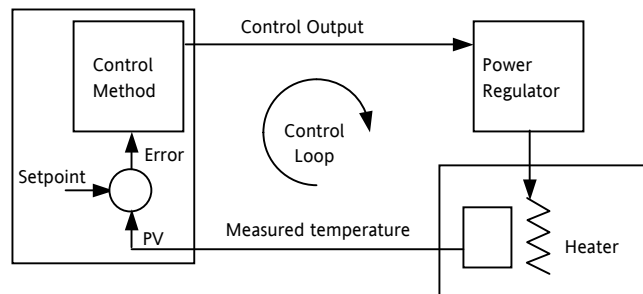 Control Output
Control
Method
Power
Regulator
Control
Loop
Error
Setpoint
PV
Measured temperature
Heater